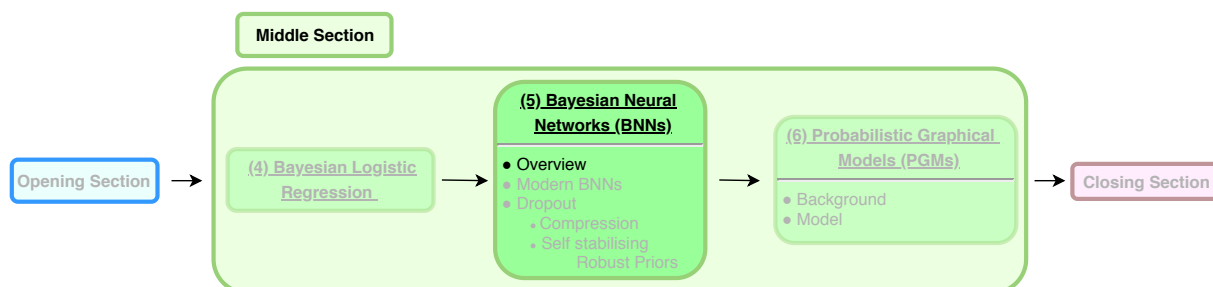 Middle Section
Opening Section
(4) Bayesian Logistic
Regression
(5) Bayesian Neural
Networks (BNNs)
● Overview
● Modern BNNs
● Dropout
• Compression
• Self stabilising
Robust Priors
(6) Probabilistic Graphical
Models (PGMs)
● Background
● Model
Closing Section